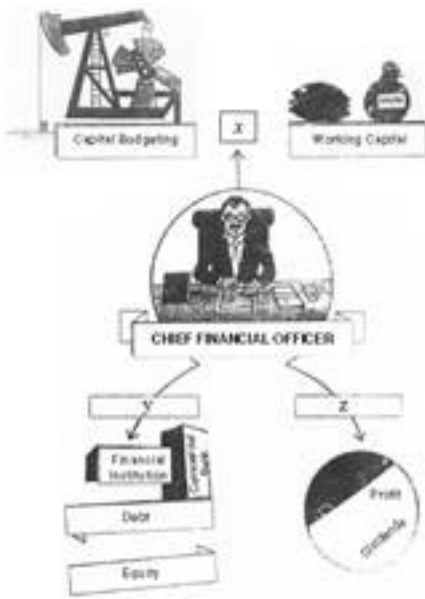 Capital Budgeting
X
Working Capital
CHIEF FINANCIAL OFFICER
Y
Z
Financial
Institution
Commercial
Bank
Debt
Equity
Profit
Dividends